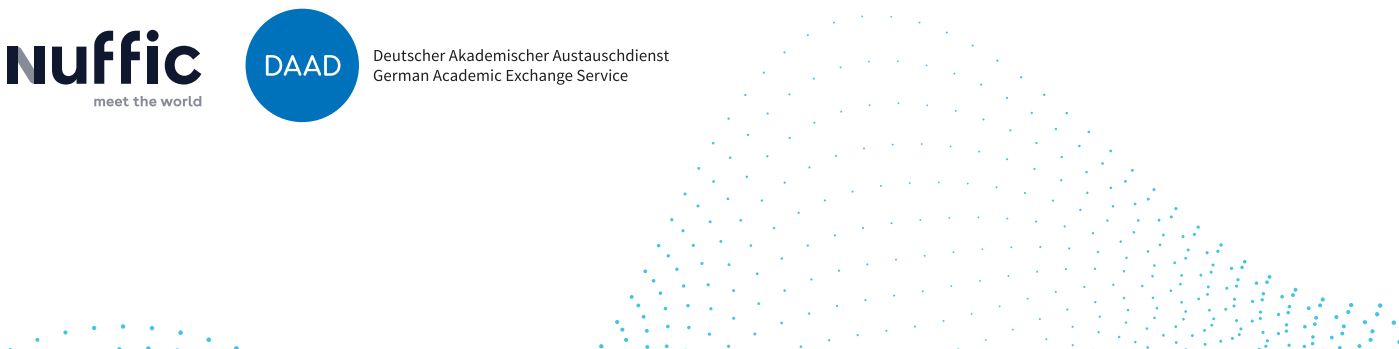 Nuffic
meet the world
DAAD
Deutscher Akademischer Austauschdienst
German Academic Exchange Service